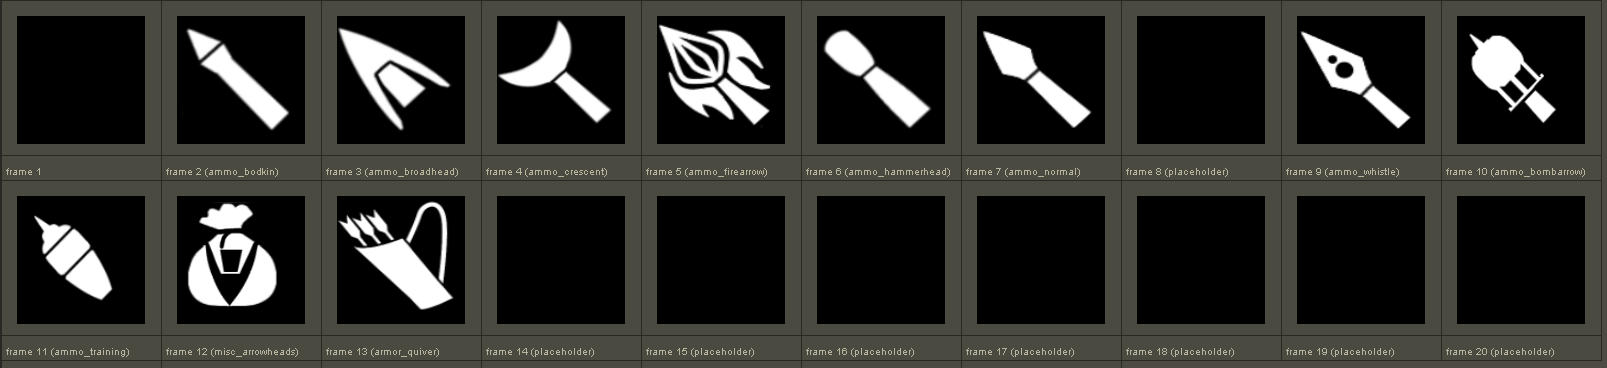 frame 1
frame 2 (ammo_bodkin)
frame 3 (ammo_broadhead)
frame 4 (ammo_crescent)
frame 5 (ammo_firearrow)
frame 6 (ammo_hammerhead)
frame 7 (ammo_normal)
frame 8 (placeholder)
frame 9 (ammo_whistle)
frame 10 (ammo_bombarrow)
frame 11 (ammo_training)
frame 12 (misc_arrowheads)
frame 13 (armor_quiver)
frame 14 (placeholder)
frame 15 (placeholder)
frame 16 (placeholder)
frame 17 (placeholder)
frame 18 (placeholder)
frame 19 (placeholder)
frame 20 (placeholder)